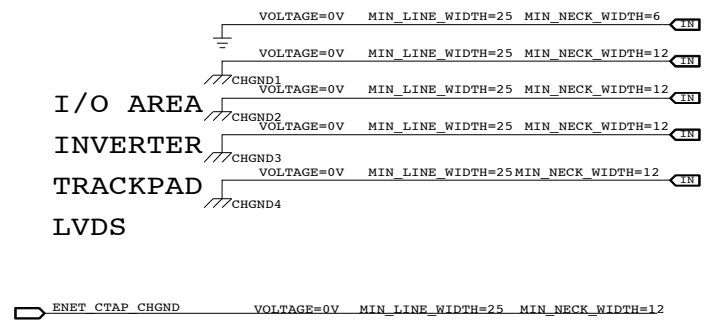 VOLTAGE=0V MIN_LINE_WIDTH=25 MIN_NECK_WIDTH=6 IN
VOLTAGE=0V MIN_LINE_WIDTH=25 MIN_NECK_WIDTH=12 IN
CHGND1
VOLTAGE=0V MIN_LINE_WIDTH=25 MIN_NECK_WIDTH=12 IN
I/O AREA
CHGND2
VOLTAGE=0V MIN_LINE_WIDTH=25 MIN_NECK_WIDTH=12 IN
INVERTER
CHGND3
VOLTAGE=0V MIN_LINE_WIDTH=25 MIN_NECK_WIDTH=12 IN
TRACKPAD
CHGND4
LVDS
ENET_CTAP_CHGND VOLTAGE=0V MIN_LINE_WIDTH=25 MIN_NECK_WIDTH=12